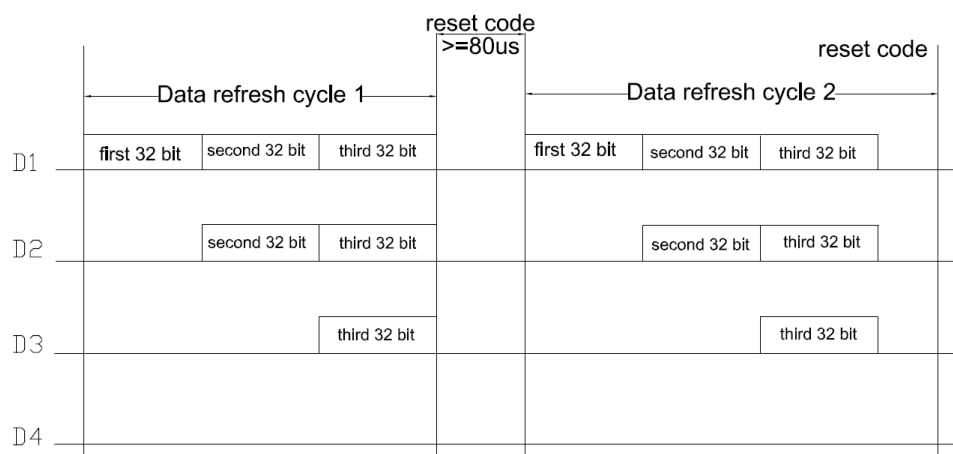 reset code
>=80us
reset code
Data refresh cycle 1
Data refresh cycle 2
D1
first 32 bit
second 32 bit
third 32 bit
first 32 bit
second 32 bit
third 32 bit
D2
second 32 bit
third 32 bit
second 32 bit
third 32 bit
D3
third 32 bit
third 32 bit
D4